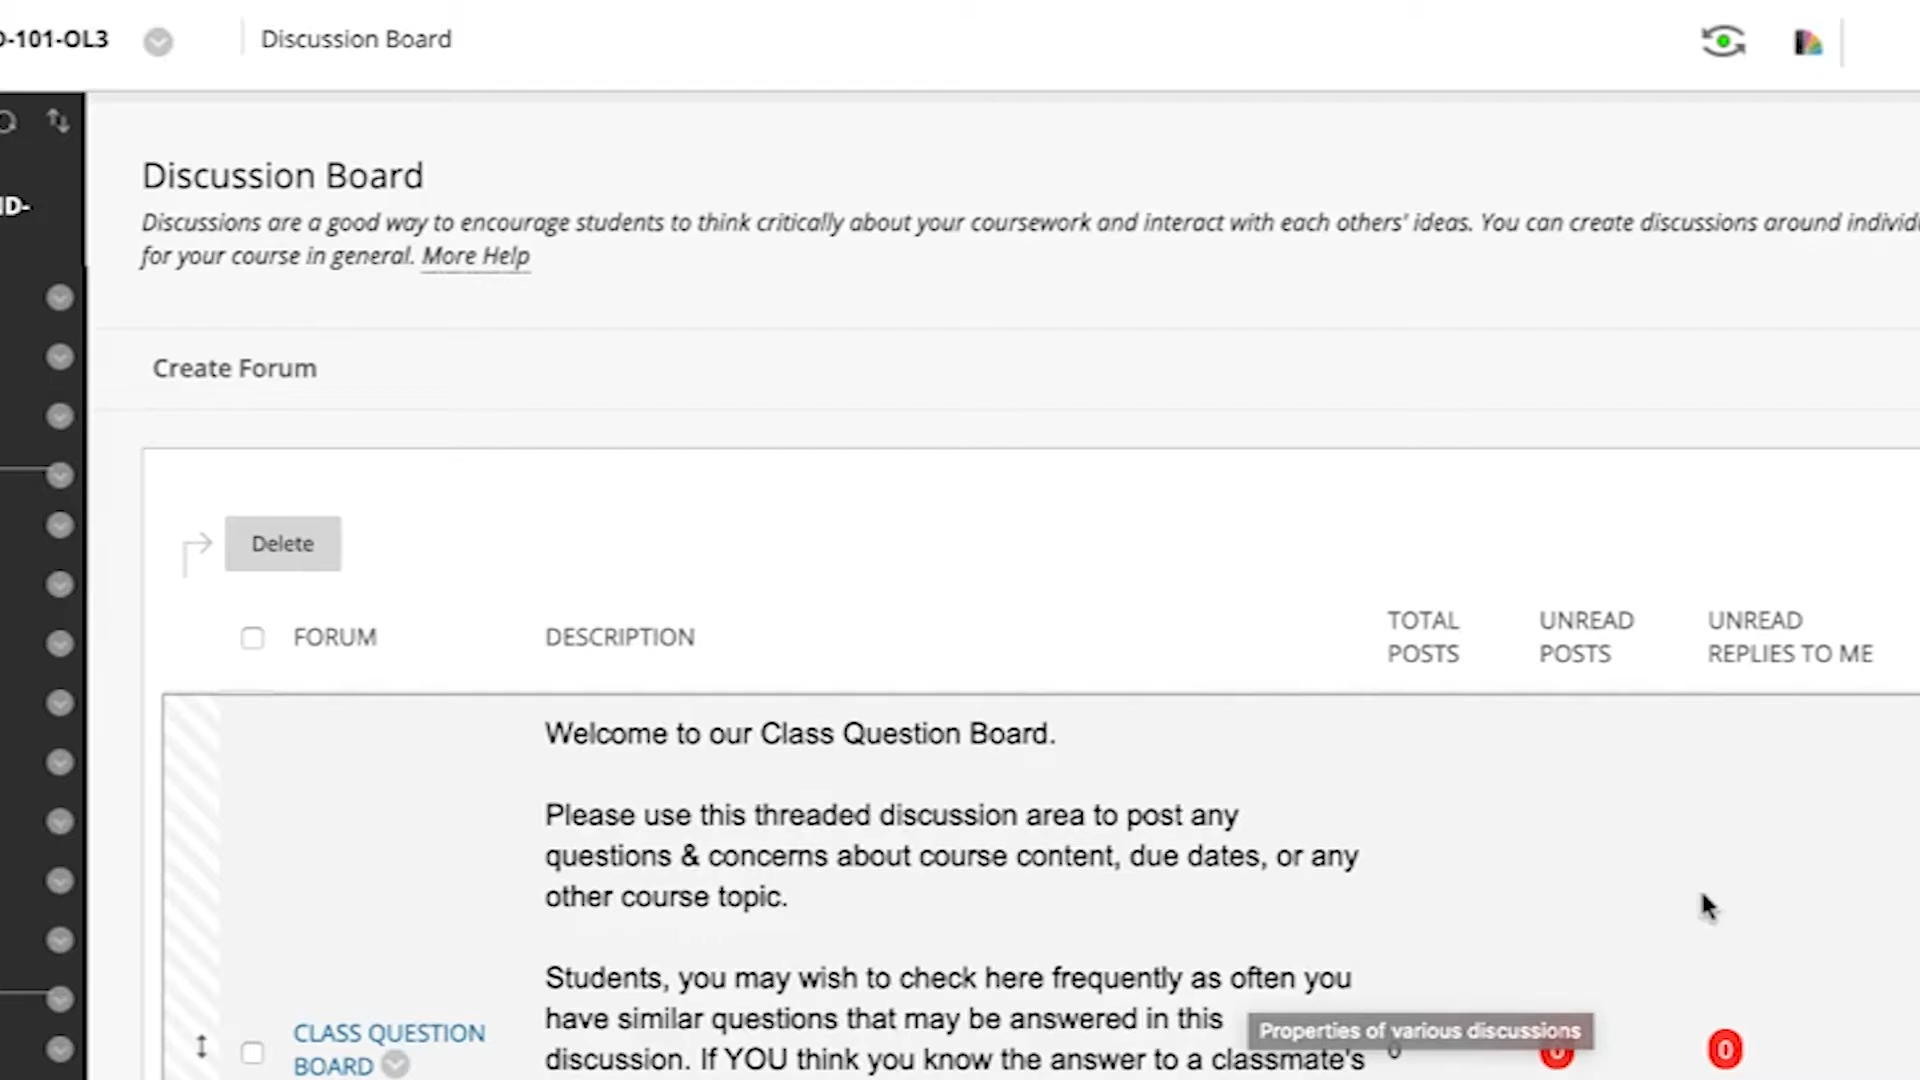 D-101-OL3
Discussion Board
ID-
Discussion Board
Discussions are a good way to encourage students to think critically about your coursework and interact with each others' ideas. You can create discussions around
for your course in general. More Help
Create Forum
Delete
FORUM
DESCRIPTION
TOTAL
POSTS
UNREAD
POSTS
UNREAD
REPLIES TO ME
Welcome to our Class Question Board.
Please use this threaded discussion area to post any
questions & concerns about course content, due dates, or any
other course topic.
Students, you may wish to check here frequently as often you
have similar questions that may be answered in this
discussion. If YOU think you know the answer to a classmate's
CLASS QUESTION
BOARD
Properties of various discussions
0
0
0